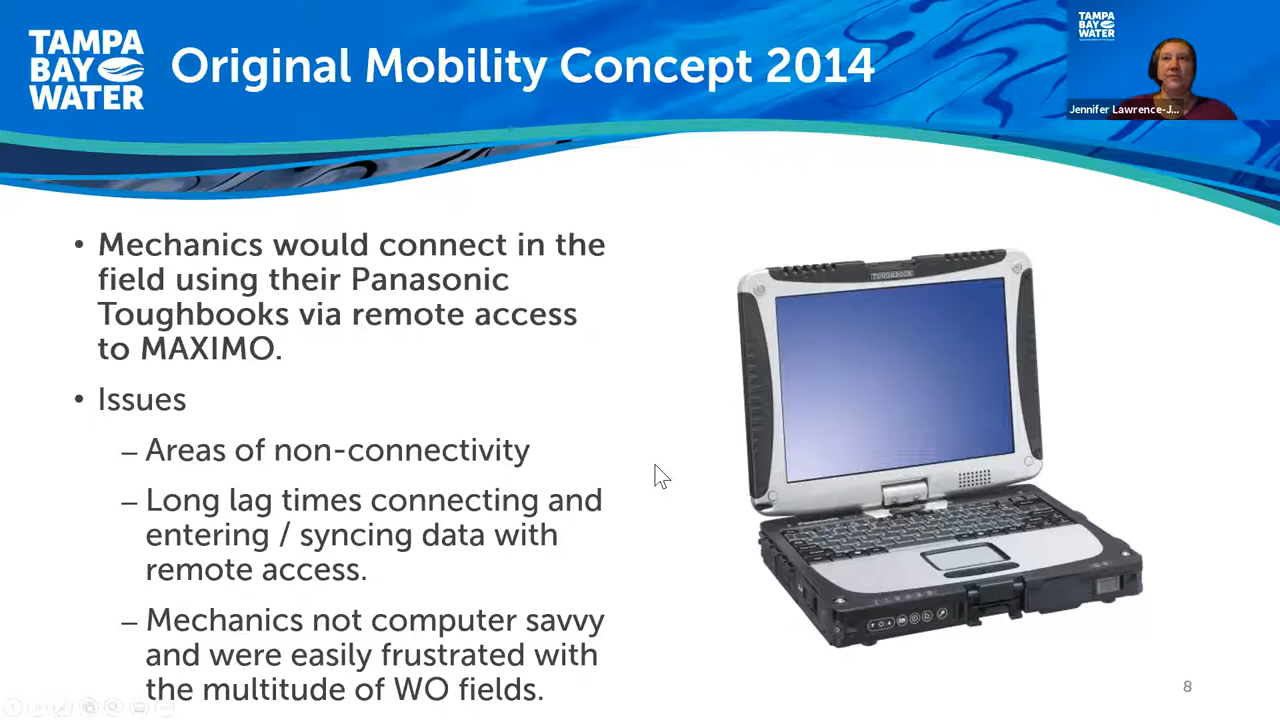 TAMPA
BAY
WATER
Original Mobility Concept 2014
TAMPA
BAY
WATER
Jennifer Lawrence-J...
• Mechanics would connect in the
field using their Panasonic
Toughbooks via remote access
to MAXIMO.
• Issues
– Areas of non-connectivity
– Long lag times connecting and
entering / syncing data with
remote access.
– Mechanics not computer savvy
and were easily frustrated with
the multitude of WO fields.
TOUGHBOOK
8